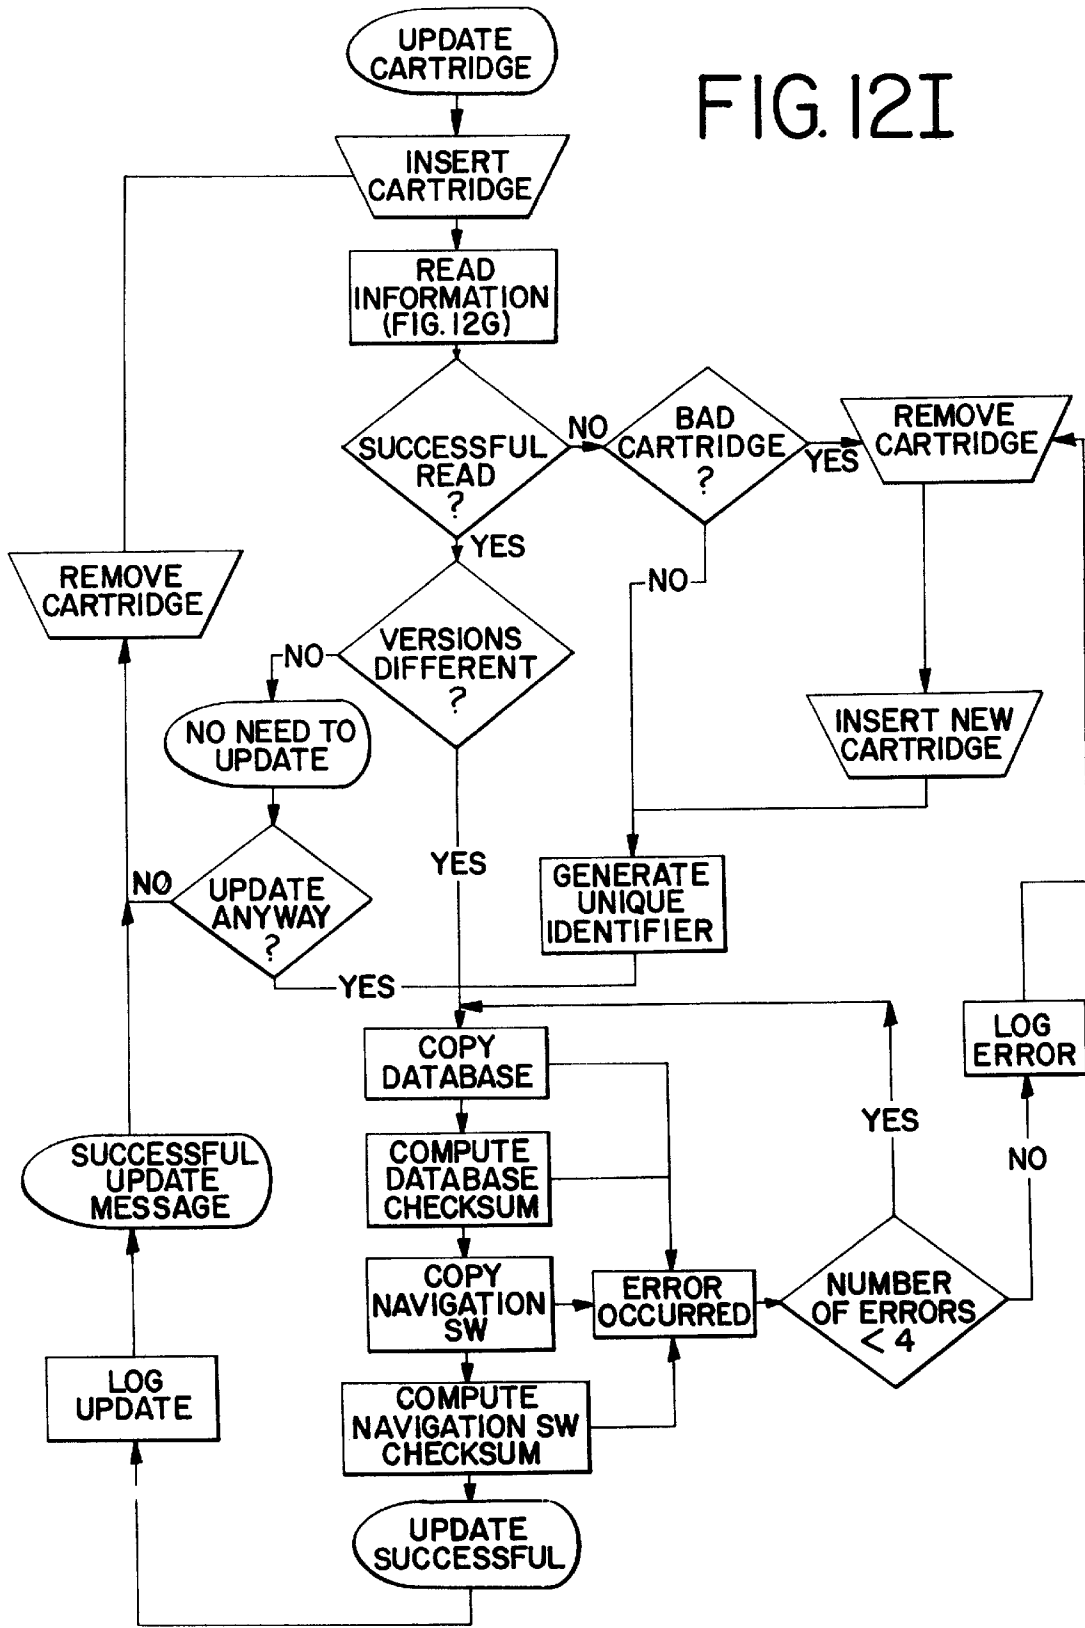 UPDATE
CARTRIDGE
FIG. 12I
INSERT
CARTRIDGE
READ
INFORMATION
(FIG. 12G)
SUCCESSFUL
READ
?
NO
BAD
CARTRIDGE
?
YES
REMOVE
CARTRIDGE
YES
NO
REMOVE
CARTRIDGE
VERSIONS
DIFFERENT
?
NO
NO NEED TO
UPDATE
INSERT NEW
CARTRIDGE
YES
NO
UPDATE
ANYWAY
?
GENERATE
UNIQUE
IDENTIFIER
YES
COPY
DATABASE
LOG
ERROR
YES
NO
COMPUTE
DATABASE
CHECKSUM
SUCCESSFUL
UPDATE
MESSAGE
COPY
NAVIGATION
SW
ERROR
OCCURRED
NUMBER
OF ERRORS
< 4
LOG
UPDATE
COMPUTE
NAVIGATION SW
CHECKSUM
UPDATE
SUCCESSFUL